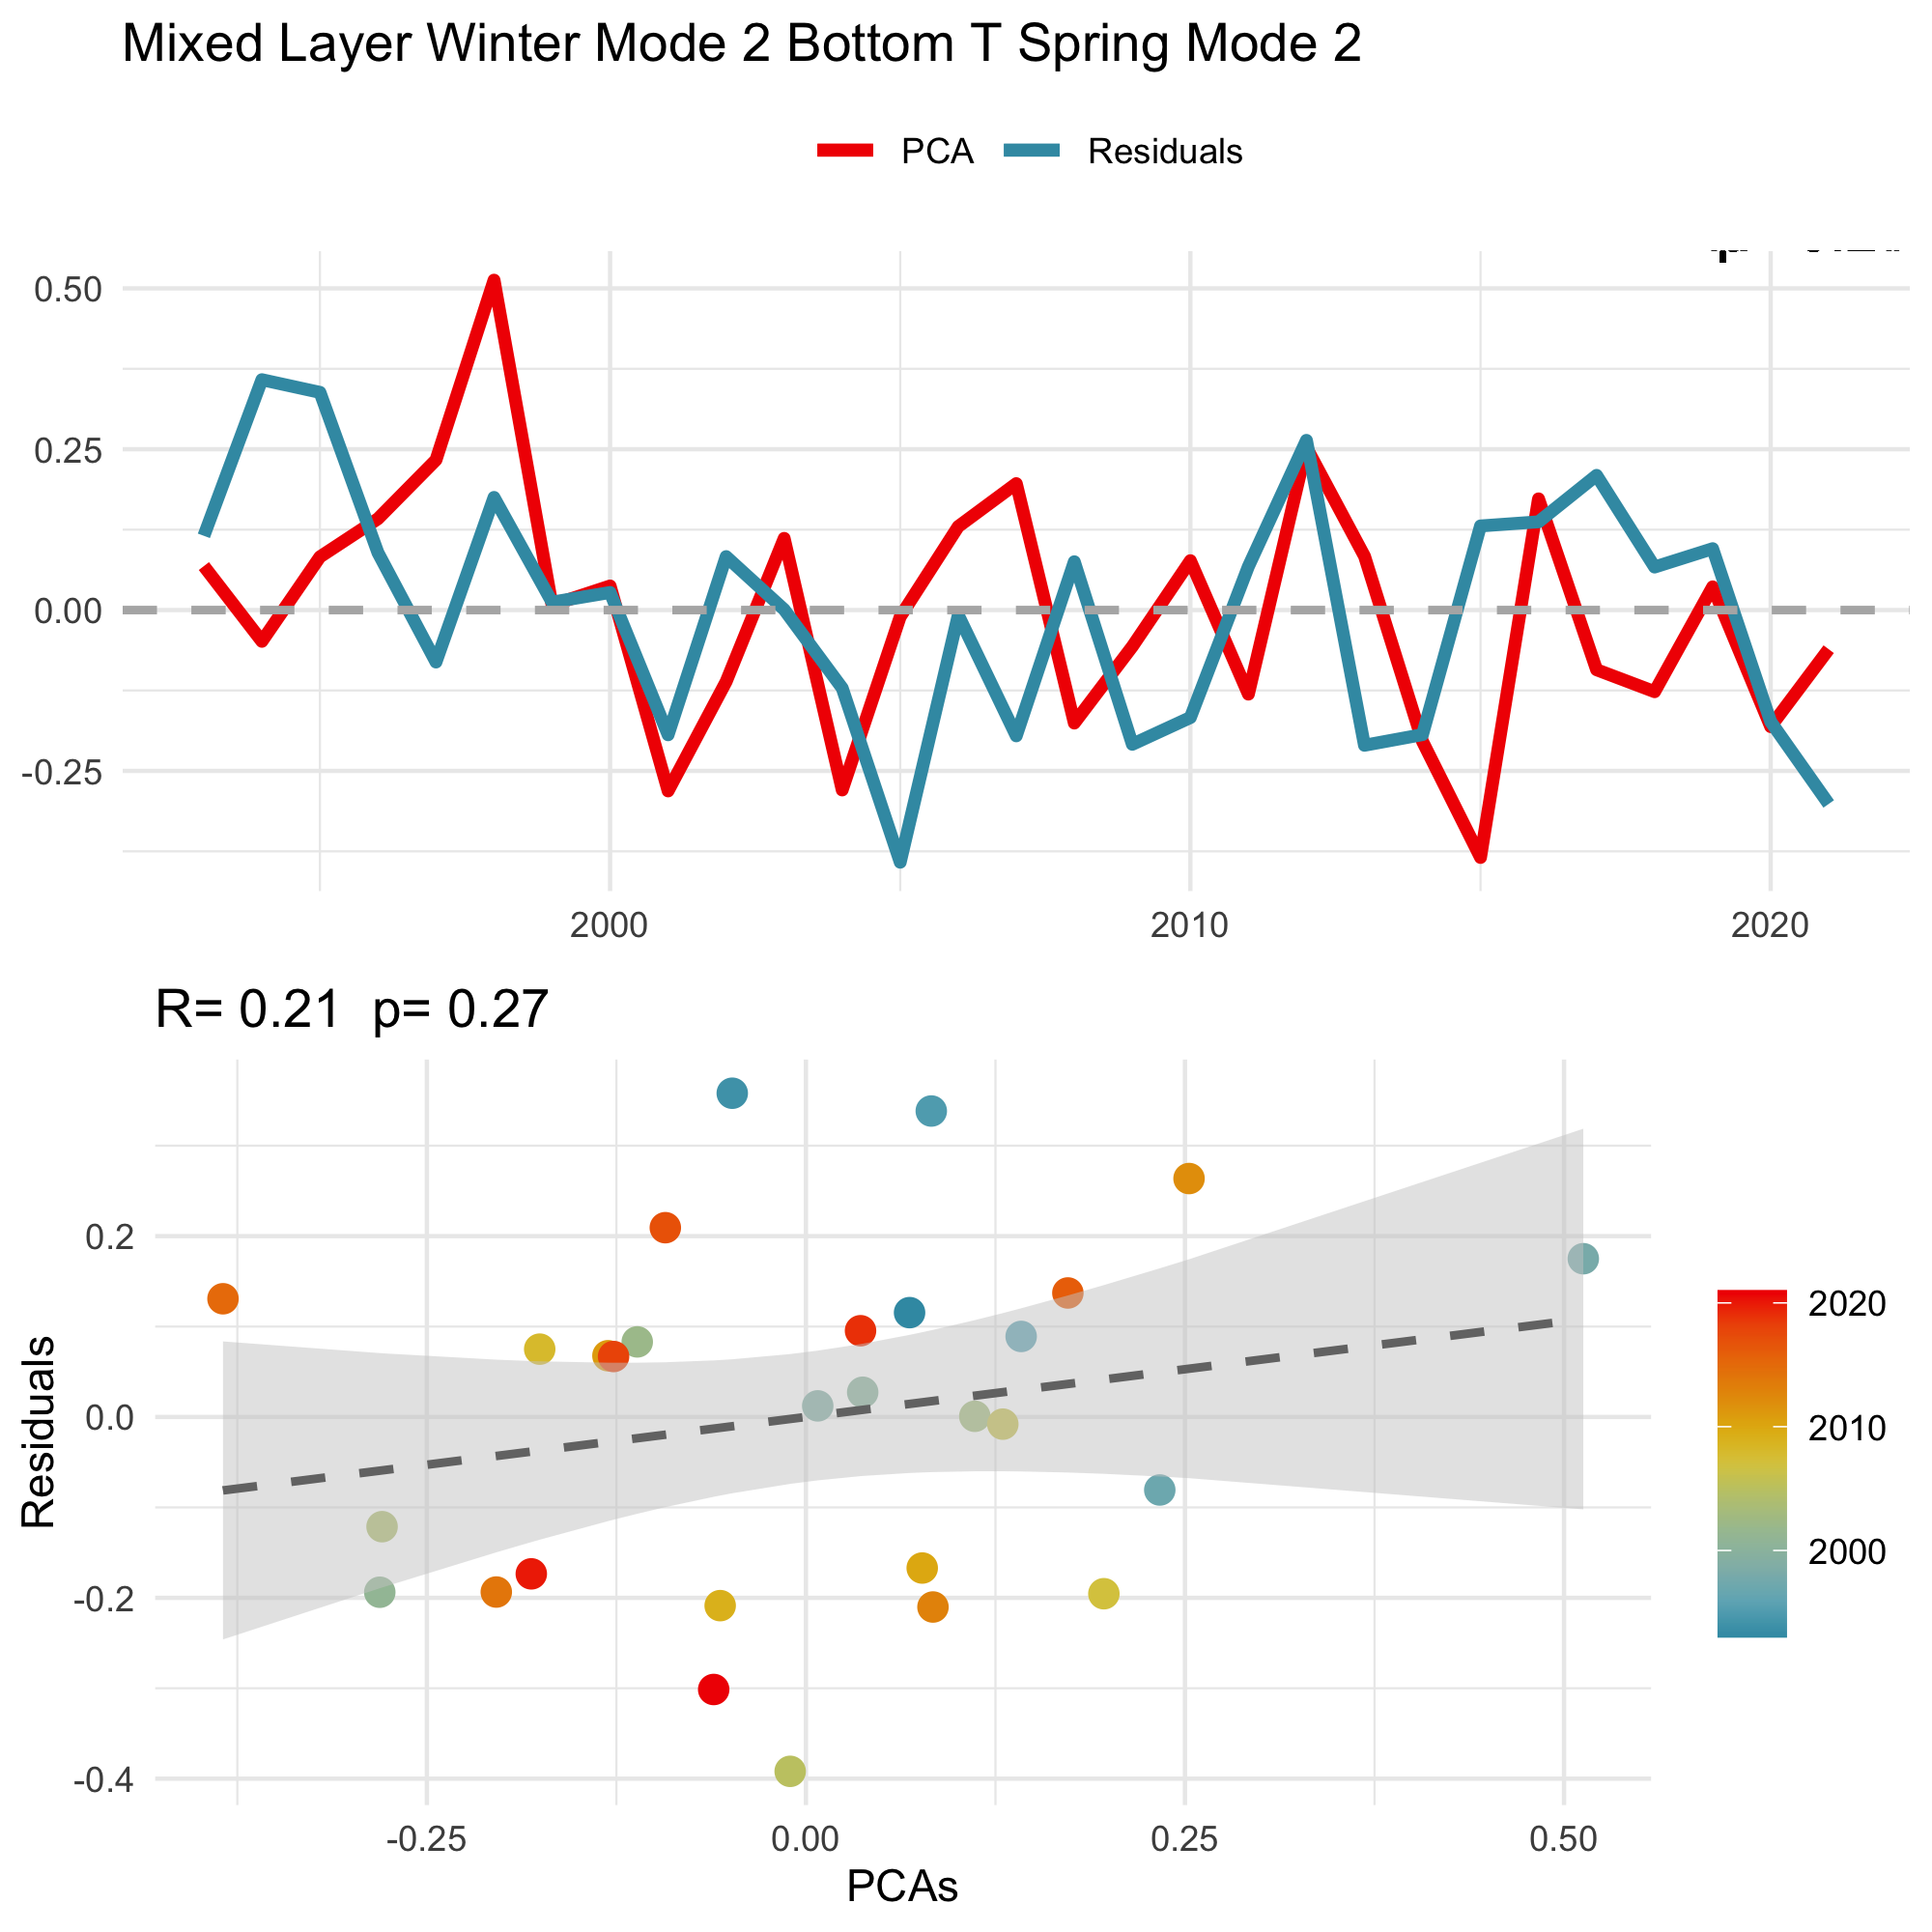 Mixed Layer Winter Mode 2 Bottom T Spring Mode 2
PCA Residuals
0.50
0.25
0.00
-0.25
2000 2010 2020
R= 0.21 p= 0.27
Residuals
0.2
0.0
-0.2
-0.4
-0.25 0.00 0.25 0.50
PCAs
2020
2010
2000